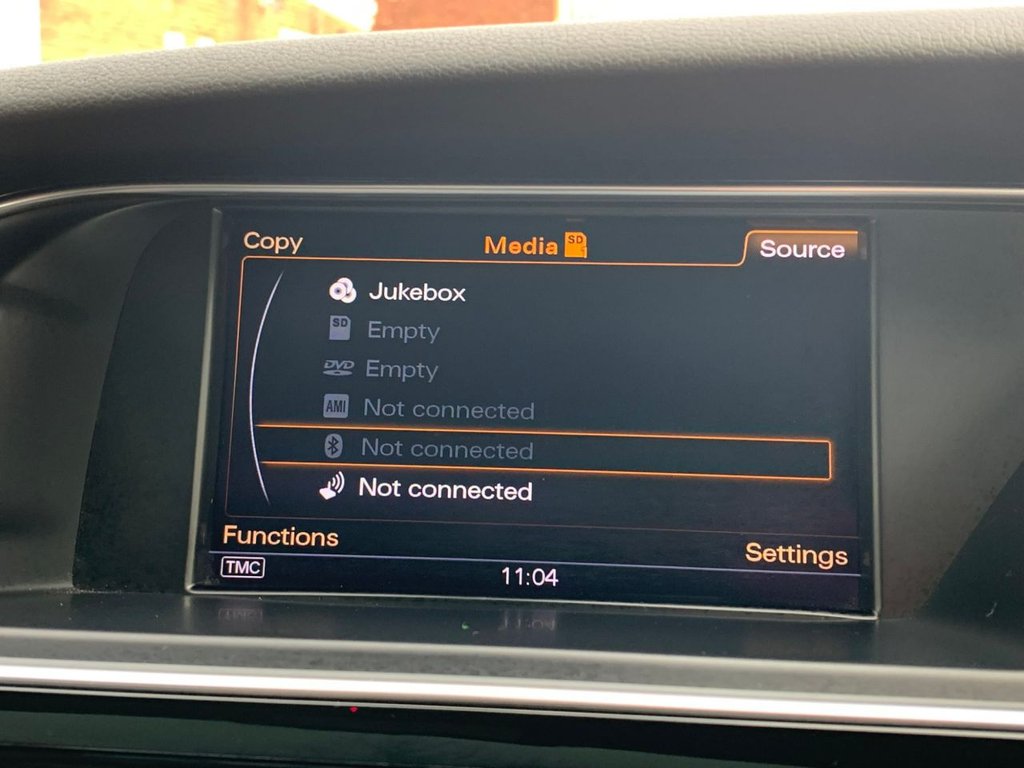 Copy Media SD 1 Source
Jukebox
SD Empty
DVD Empty
AMI Not connected
Not connected
Not connected
Functions
Settings
TMC 11:04